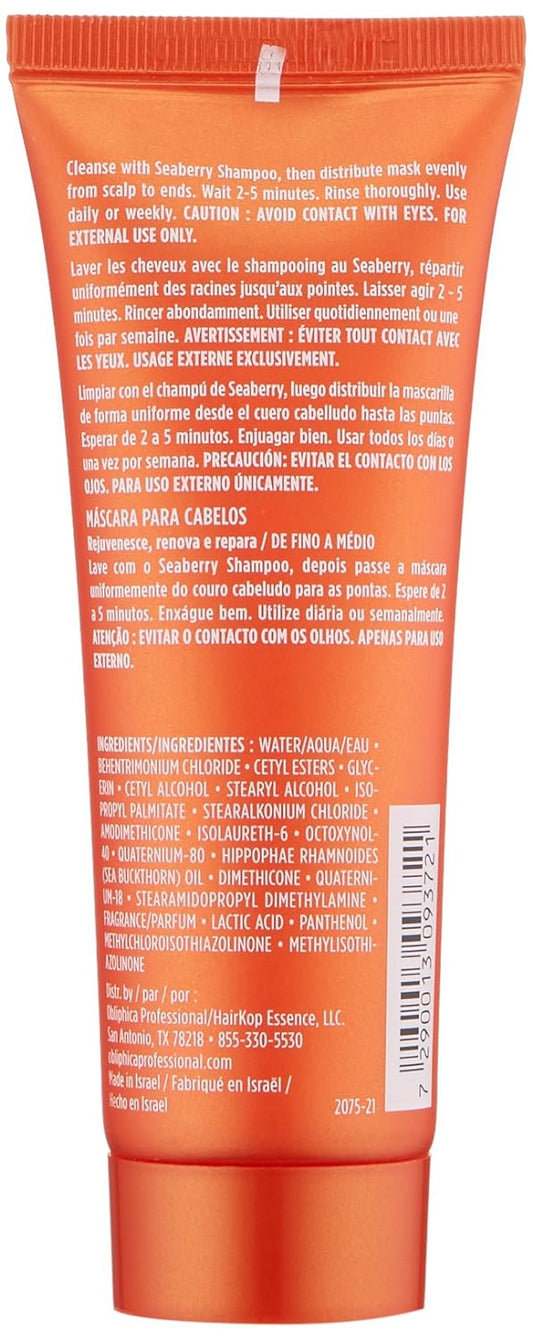 Cleanse with Seaberry Shampoo, then distribute mask evenly
from scalp to ends. Wait 2-5 minutes. Rinse thoroughly. Use
daily or weekly. CAUTION : AVOID CONTACT WITH EYES. FOR
EXTERNAL USE ONLY.
Laver les cheveux avec le shampooing au Seaberry, répartir
uniformément des racines jusqu'aux pointes. Laisser agir 2 - 5
minutes. Rincer abondamment. Utiliser quotidiennement ou une
fois par semaine. AVERTISSEMENT : ÉVITER TOUT CONTACT AVEC
LES YEUX. USAGE EXTERNE EXCLUSIVEMENT.
Limpiar con el champú de Seaberry, luego distribuir la mascarilla
de forma uniforme desde el cuero cabelludo hasta las puntas.
Esperar de 2 a 5 minutos. Enjuagar bien. Usar todos los días o
una vez por semana. PRECAUCIÓN: EVITAR EL CONTACTO CON LOS
OJOS. PARA USO EXTERNO ÚNICAMENTE.
MÁSCARA PARA CABELOS
Rejuvenesce, renova e repara / DE FINO A MÉDIO
Lave com o Seaberry Shampoo, depois passe a máscara
uniformemente do couro cabeludo para as pontas. Espere de 2
a 5 minutos. Enxágue bem. Utilize diária ou semanalmente.
ATENÇÃO : EVITAR O CONTACTO COM OS OLHOS. APENAS PARA USO
EXTERNO.
INGREDIENTS/INGREDIENTES : WATER/AQUA/EAU •
BEHENTRIMONIUM CHLORIDE • CETYL ESTERS • GLYC-
ERIN • CETYL ALCOHOL • STEARYL ALCOHOL • ISO-
PROPYL PALMITATE • STEARALKONIUM CHLORIDE •
AMODIMETHICONE • ISOLAURETH-6 • OCTOXYNOL-
40 • QUATERNIUM-80 • HIPPOPHAE RHAMNOIDES
(SEA BUCKTHORN) OIL • DIMETHICONE • QUATERNI-
UM-18 • STEARAMIDOPROPYL DIMETHYLAMINE •
FRAGRANCE/PARFUM • LACTIC ACID • PANTHENOL •
METHYLCHLOROISOTHIAZOLINONE • METHYLISOTHI-
AZOLINONE
Distr. by / par / por :
Obliphica Professional/HairKop Essence, LLC.
San Antonio, TX 78218 • 855-330-5530
obliphicaprofessional.com
Made in Israel / Fabriqué en Israël /
Hecho en Israel
2075-21
7 290013 093721